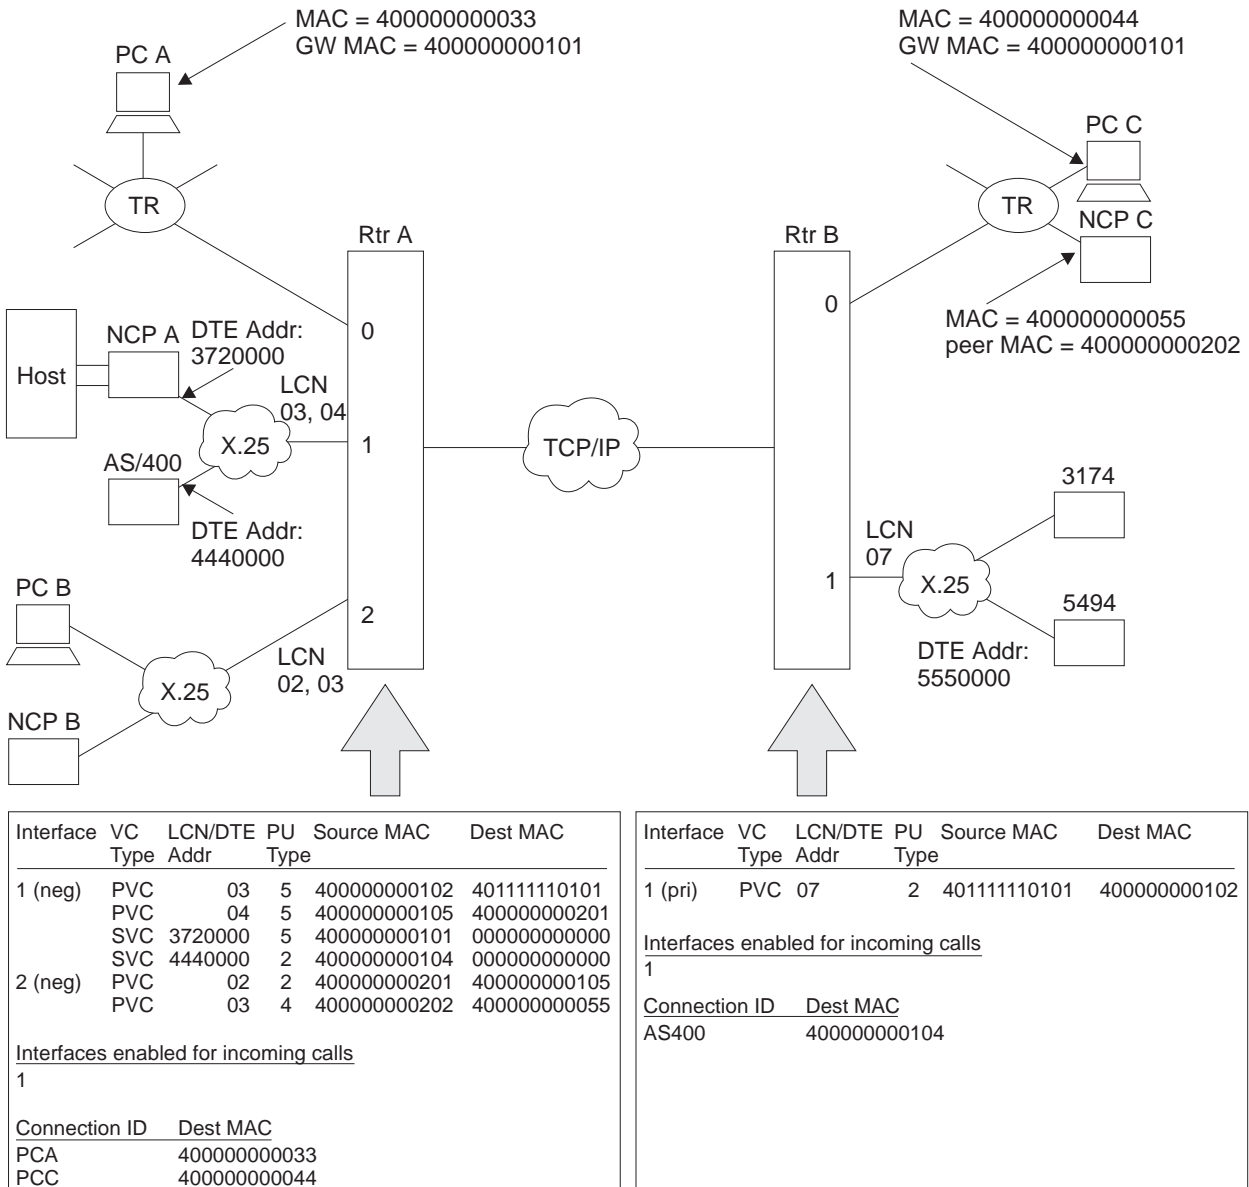 MAC = 400000000033
GW MAC = 400000000101
PC A
TR
MAC = 400000000044
GW MAC = 400000000101
PC C
TR
NCP C
MAC = 400000000055
peer MAC = 400000000202
Rtr A
Rtr B
0
0
Host
NCP A
DTE Addr:
3720000
LCN
03, 04
X.25
1
AS/400
DTE Addr:
4440000
TCP/IP
3174
LCN
07
1
X.25
5494
DTE Addr:
5550000
PC B
2
LCN
02, 03
X.25
NCP B
Interface VC LCN/DTE PU Source MAC Dest MAC
Type Addr Type
1 (neg) PVC 03 5 400000000102 401111110101
PVC 04 5 400000000105 400000000201
SVC 3720000 5 400000000101 000000000000
SVC 4440000 2 400000000104 000000000000
2 (neg) PVC 02 2 400000000201 400000000105
PVC 03 4 400000000202 400000000055
Interfaces enabled for incoming calls
1
Connection ID Dest MAC
PCA 400000000033
PCC 400000000044
Interface VC LCN/DTE PU Source MAC Dest MAC
Type Addr Type
1 (pri) PVC 07 2 401111110101 400000000102
Interfaces enabled for incoming calls
1
Connection ID Dest MAC
AS400 400000000104